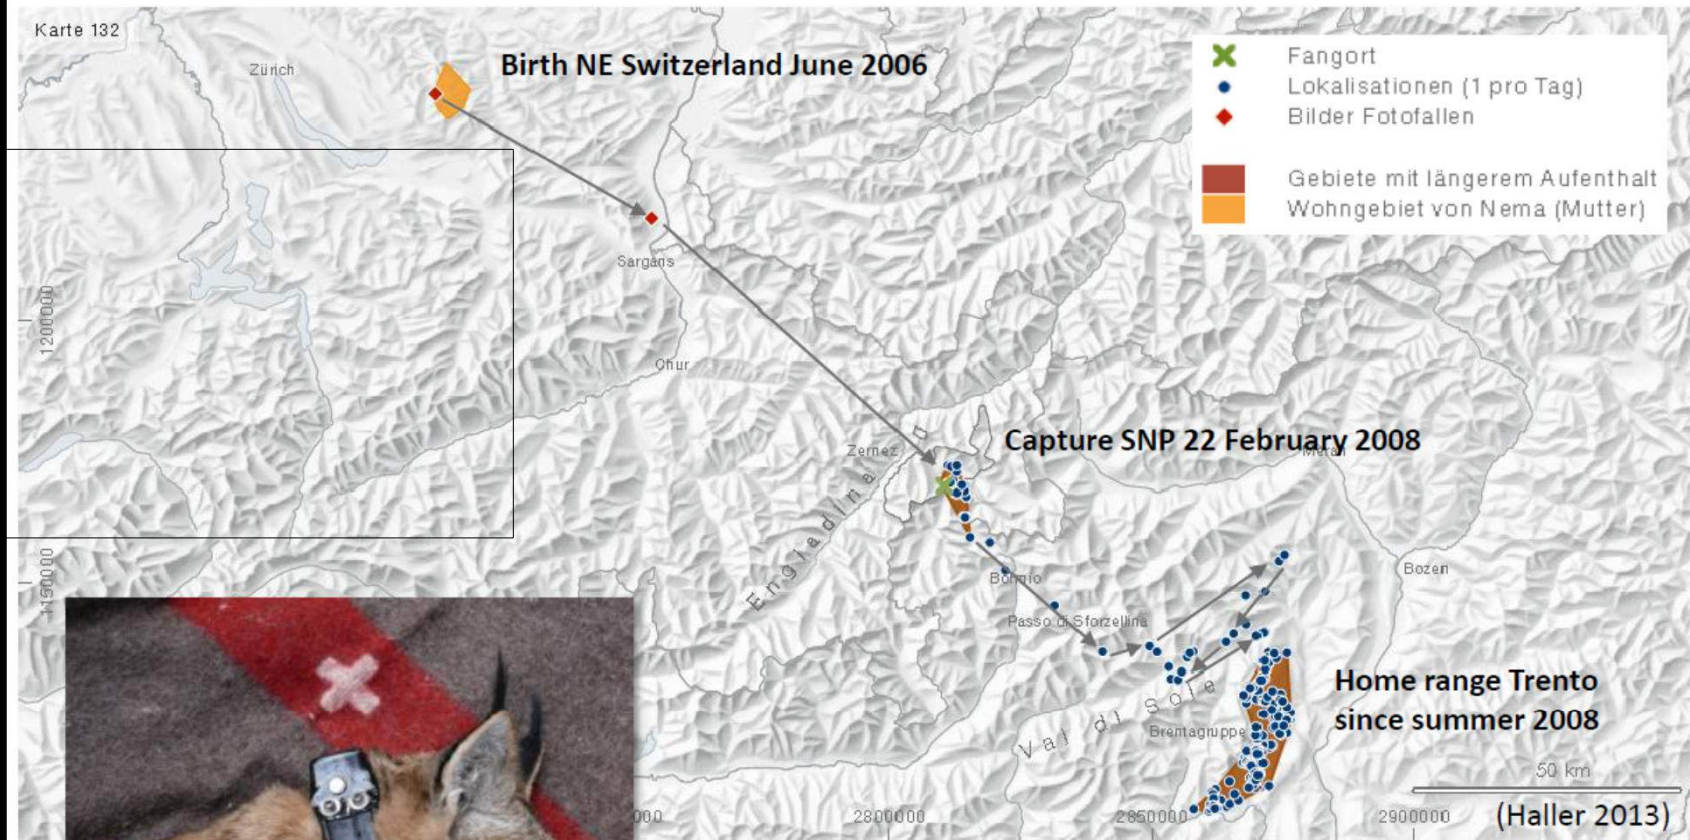 Karte 132
Zürich
Birth NE Switzerland June 2006
Fangort
Lokalisationen (1 pro Tag)
Bilder Fotofallen
Gebiete mit längerem Aufenthalt
Wohngebiet von Nema (Mutter)
Sargans
1200000
Chur
Capture SNP 22 February 2008
Zernez
Meran
Engiadina
1150000
Bormio
Bozen
Passo di Sforzellina
Home range Trento
since summer 2008
Val di Sole
Brentagruppe
50 km
2800000
2850000
2900000
(Haller 2013)